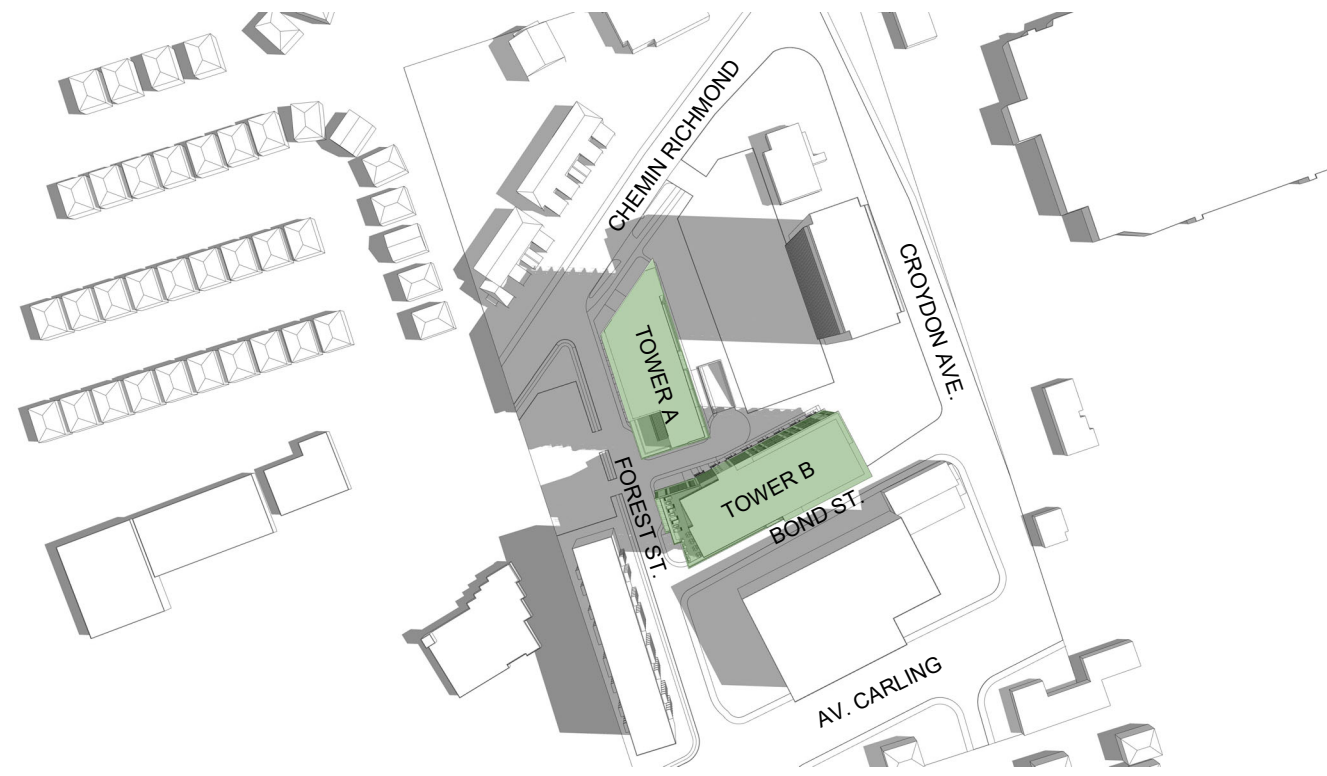 CHEMIN RICHMOND
CROYDON AVE.
TOWER A
TOWER B
FOREST ST.
BOND ST.
AV. CARLING